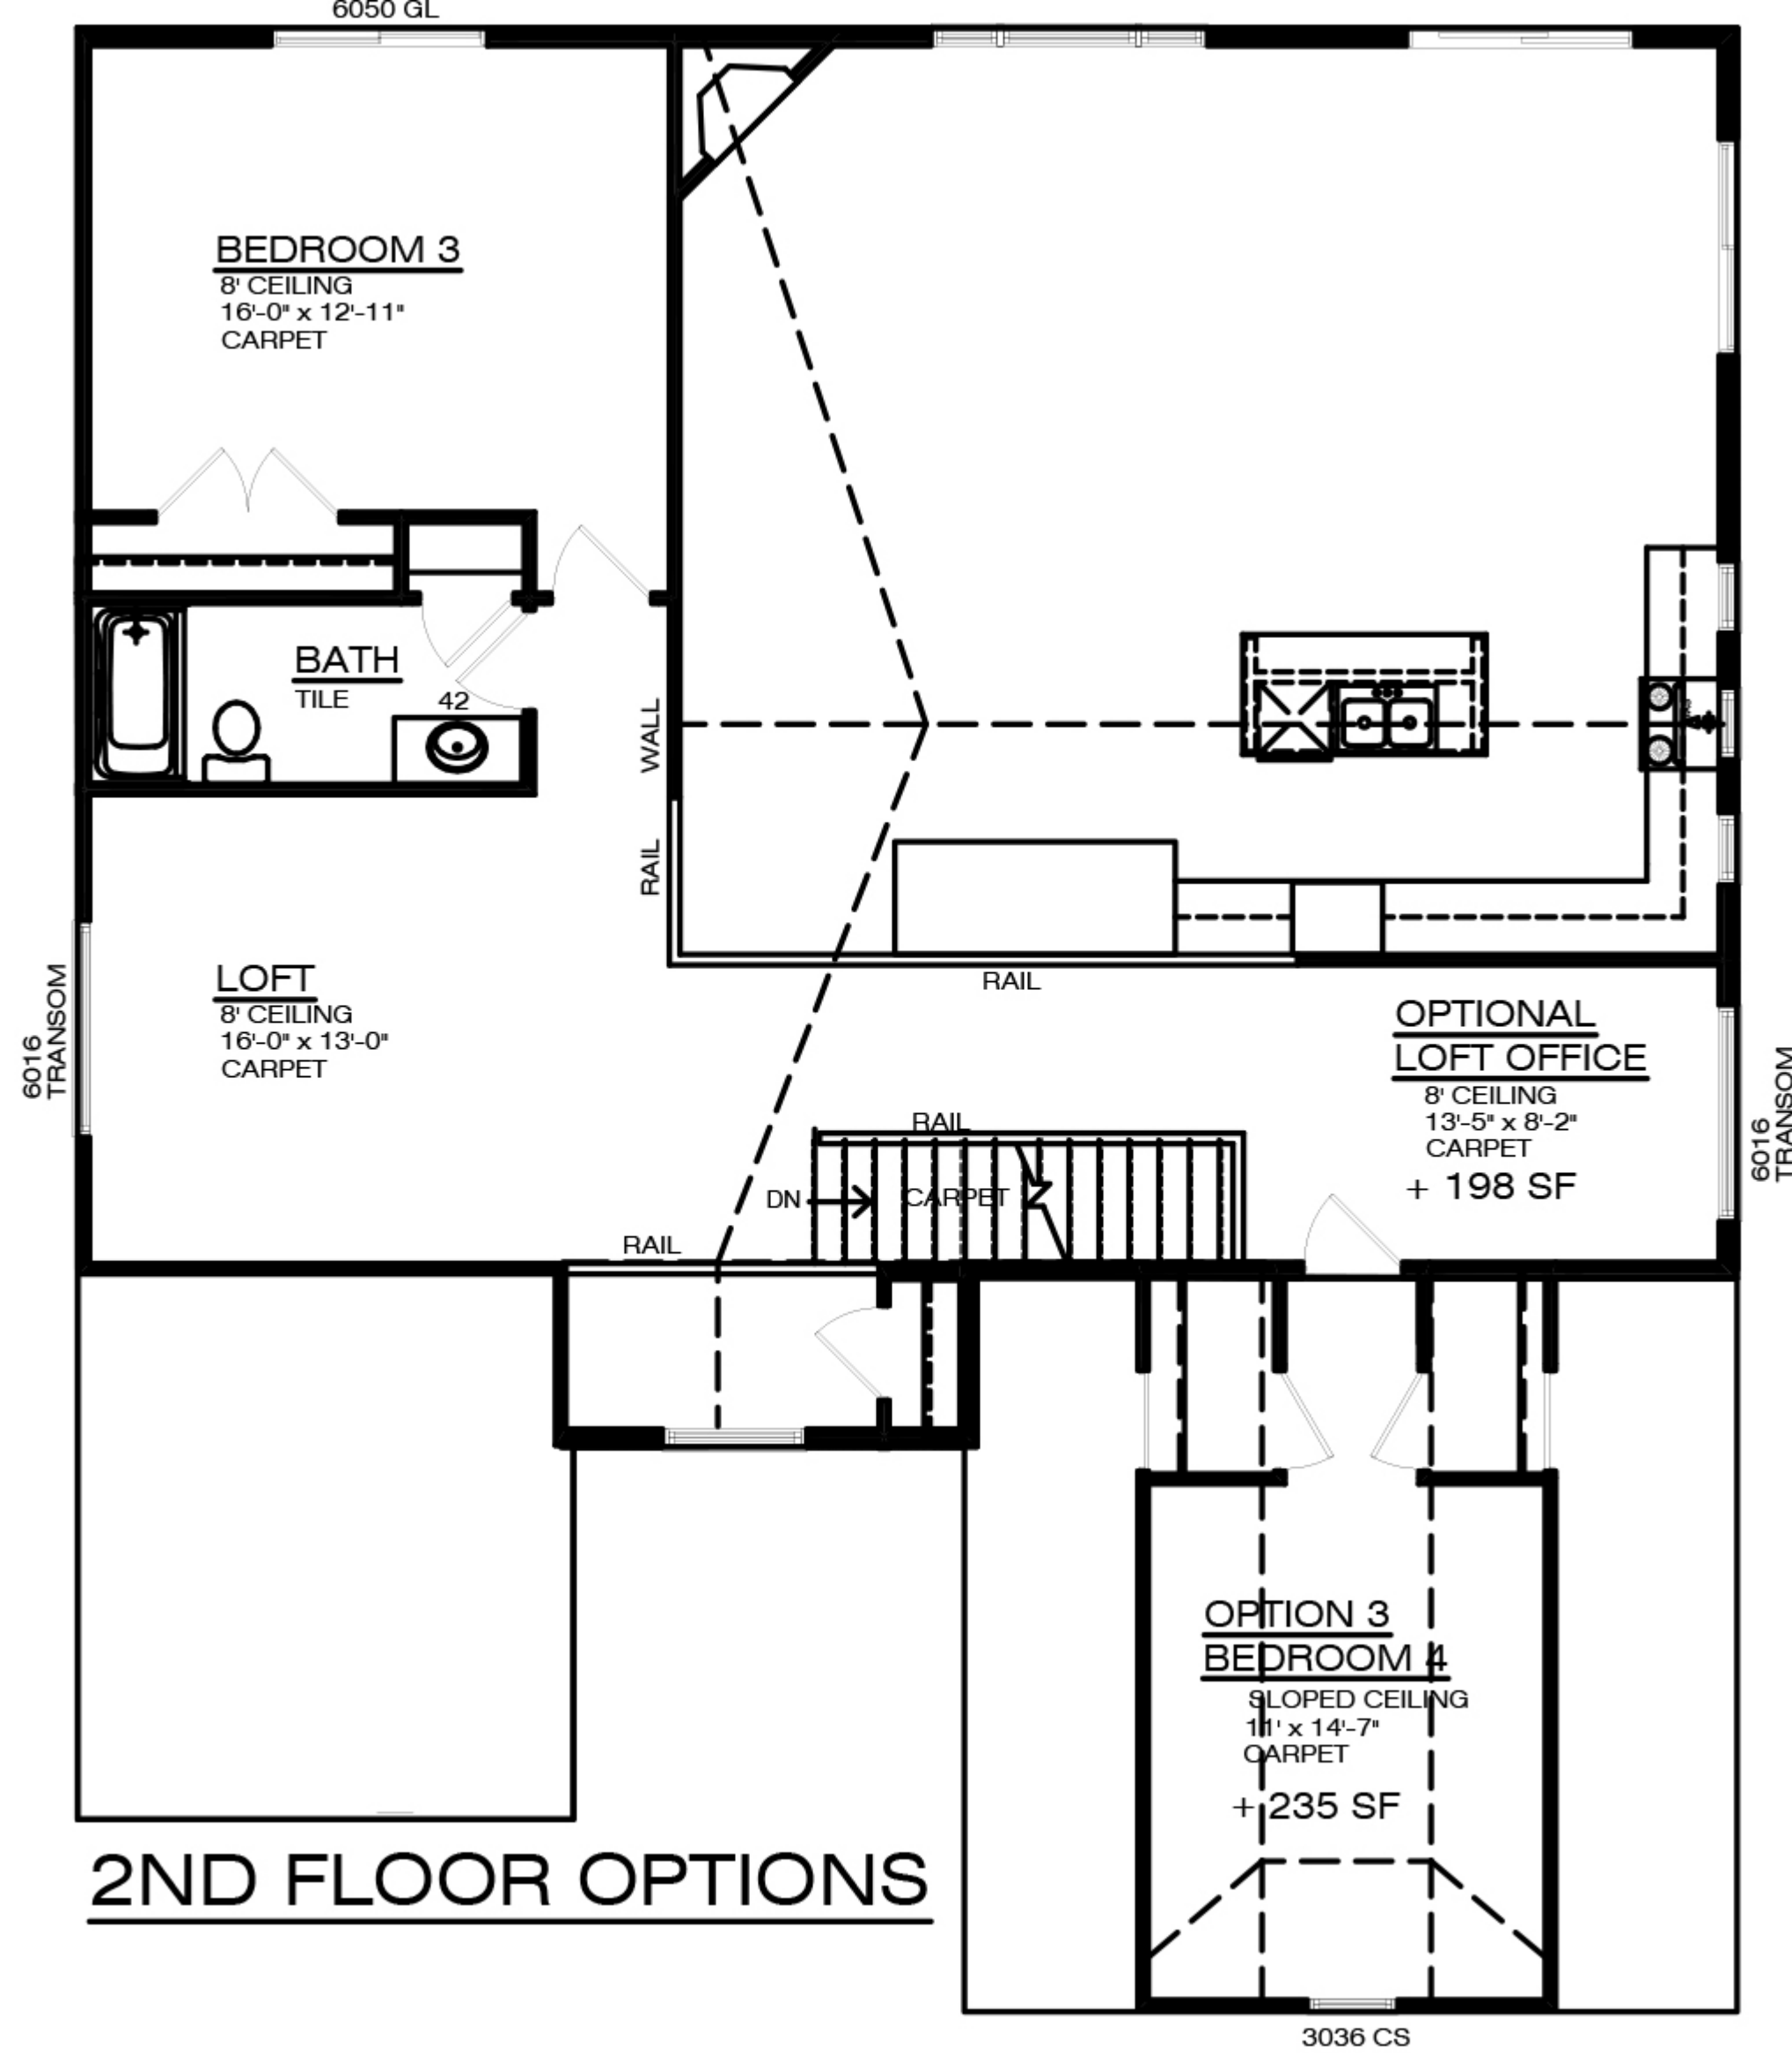 6050 GL
BEDROOM 3
8' CEILING
16'-0" x 12'-11"
CARPET
BATH
TILE
42
WALL
RAIL
RAIL
LOFT
8' CEILING
16'-0" x 13'-0"
CARPET
6016
TRANSOM
OPTIONAL
LOFT OFFICE
8' CEILING
13'-5" x 8'-2"
CARPET
+ 198 SF
6016
TRANSOM
RAIL
DN
CARPET
RAIL
OPTION 3
BEDROOM 4
SLOPED CEILING
11' x 14'-7"
CARPET
+ 235 SF
2ND FLOOR OPTIONS
3036 CS